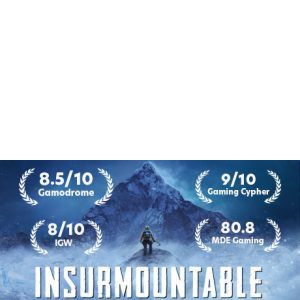 8.5/10
Gamodrome
9/10
Gaming Cypher
8/10
IGW
80.8
MDE Gaming
INSURMOUNTABLE